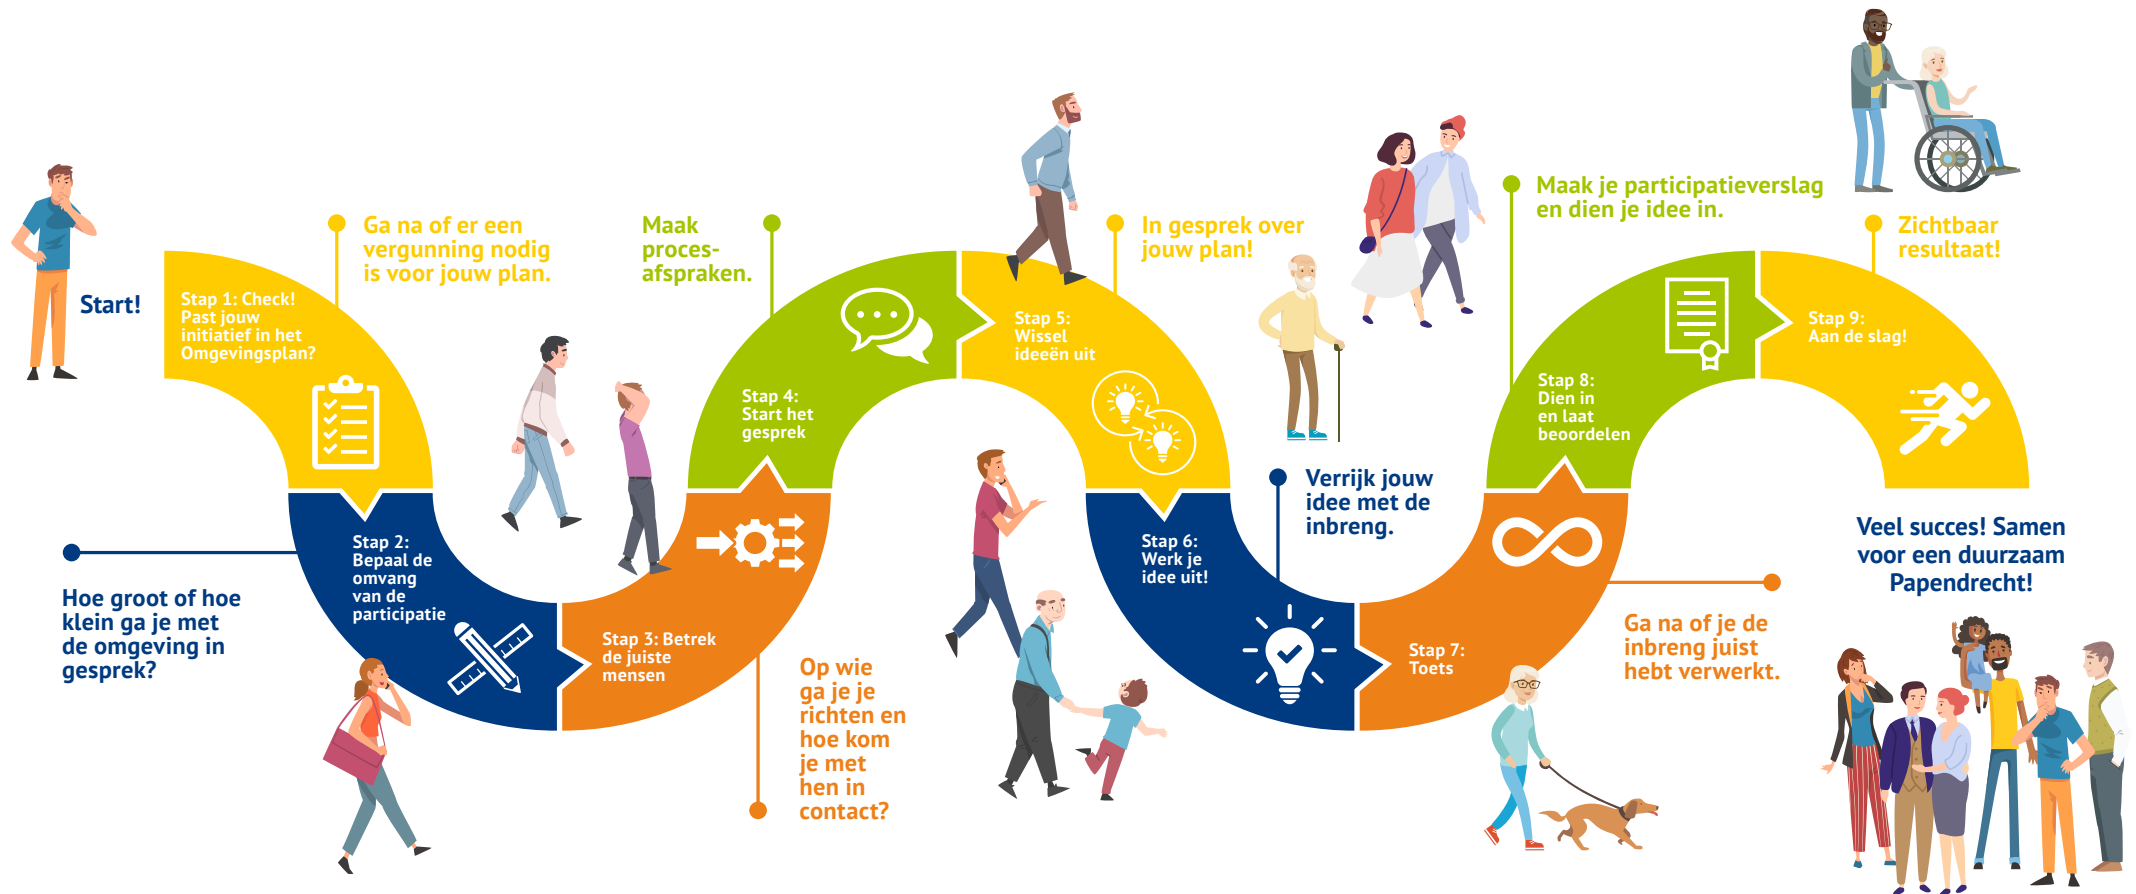 Start!
Stap 1: Check!
Past jouw
initiatief in het
Omgevingsplan?
Ga na of er een
vergunning nodig
is voor jouw plan.
Stap 2:
Bepaal de
omvang
van de
participatie
Hoe groot of hoe
klein ga je met
de omgeving in
gesprek?
Stap 3: Betrek
de juiste
mensen
Op wie
ga je je
richten en
hoe kom
je met
hen in
contact?
Stap 4:
Start het
gesprek
Maak
proces-
afspraken.
Stap 5:
Wissel
ideeën uit
In gesprek over
jouw plan!
Stap 6:
Werk je
idee uit!
Verrijk jouw
idee met de
inbreng.
Stap 7:
Toets
Ga na of je de
inbreng juist
hebt verwerkt.
Stap 8:
Dien in
en laat
beoordelen
Maak je participatieverslag
en dien je idee in.
Stap 9:
Aan de slag!
Zichtbaar
resultaat!
Veel succes! Samen
voor een duurzaam
Papendrecht!